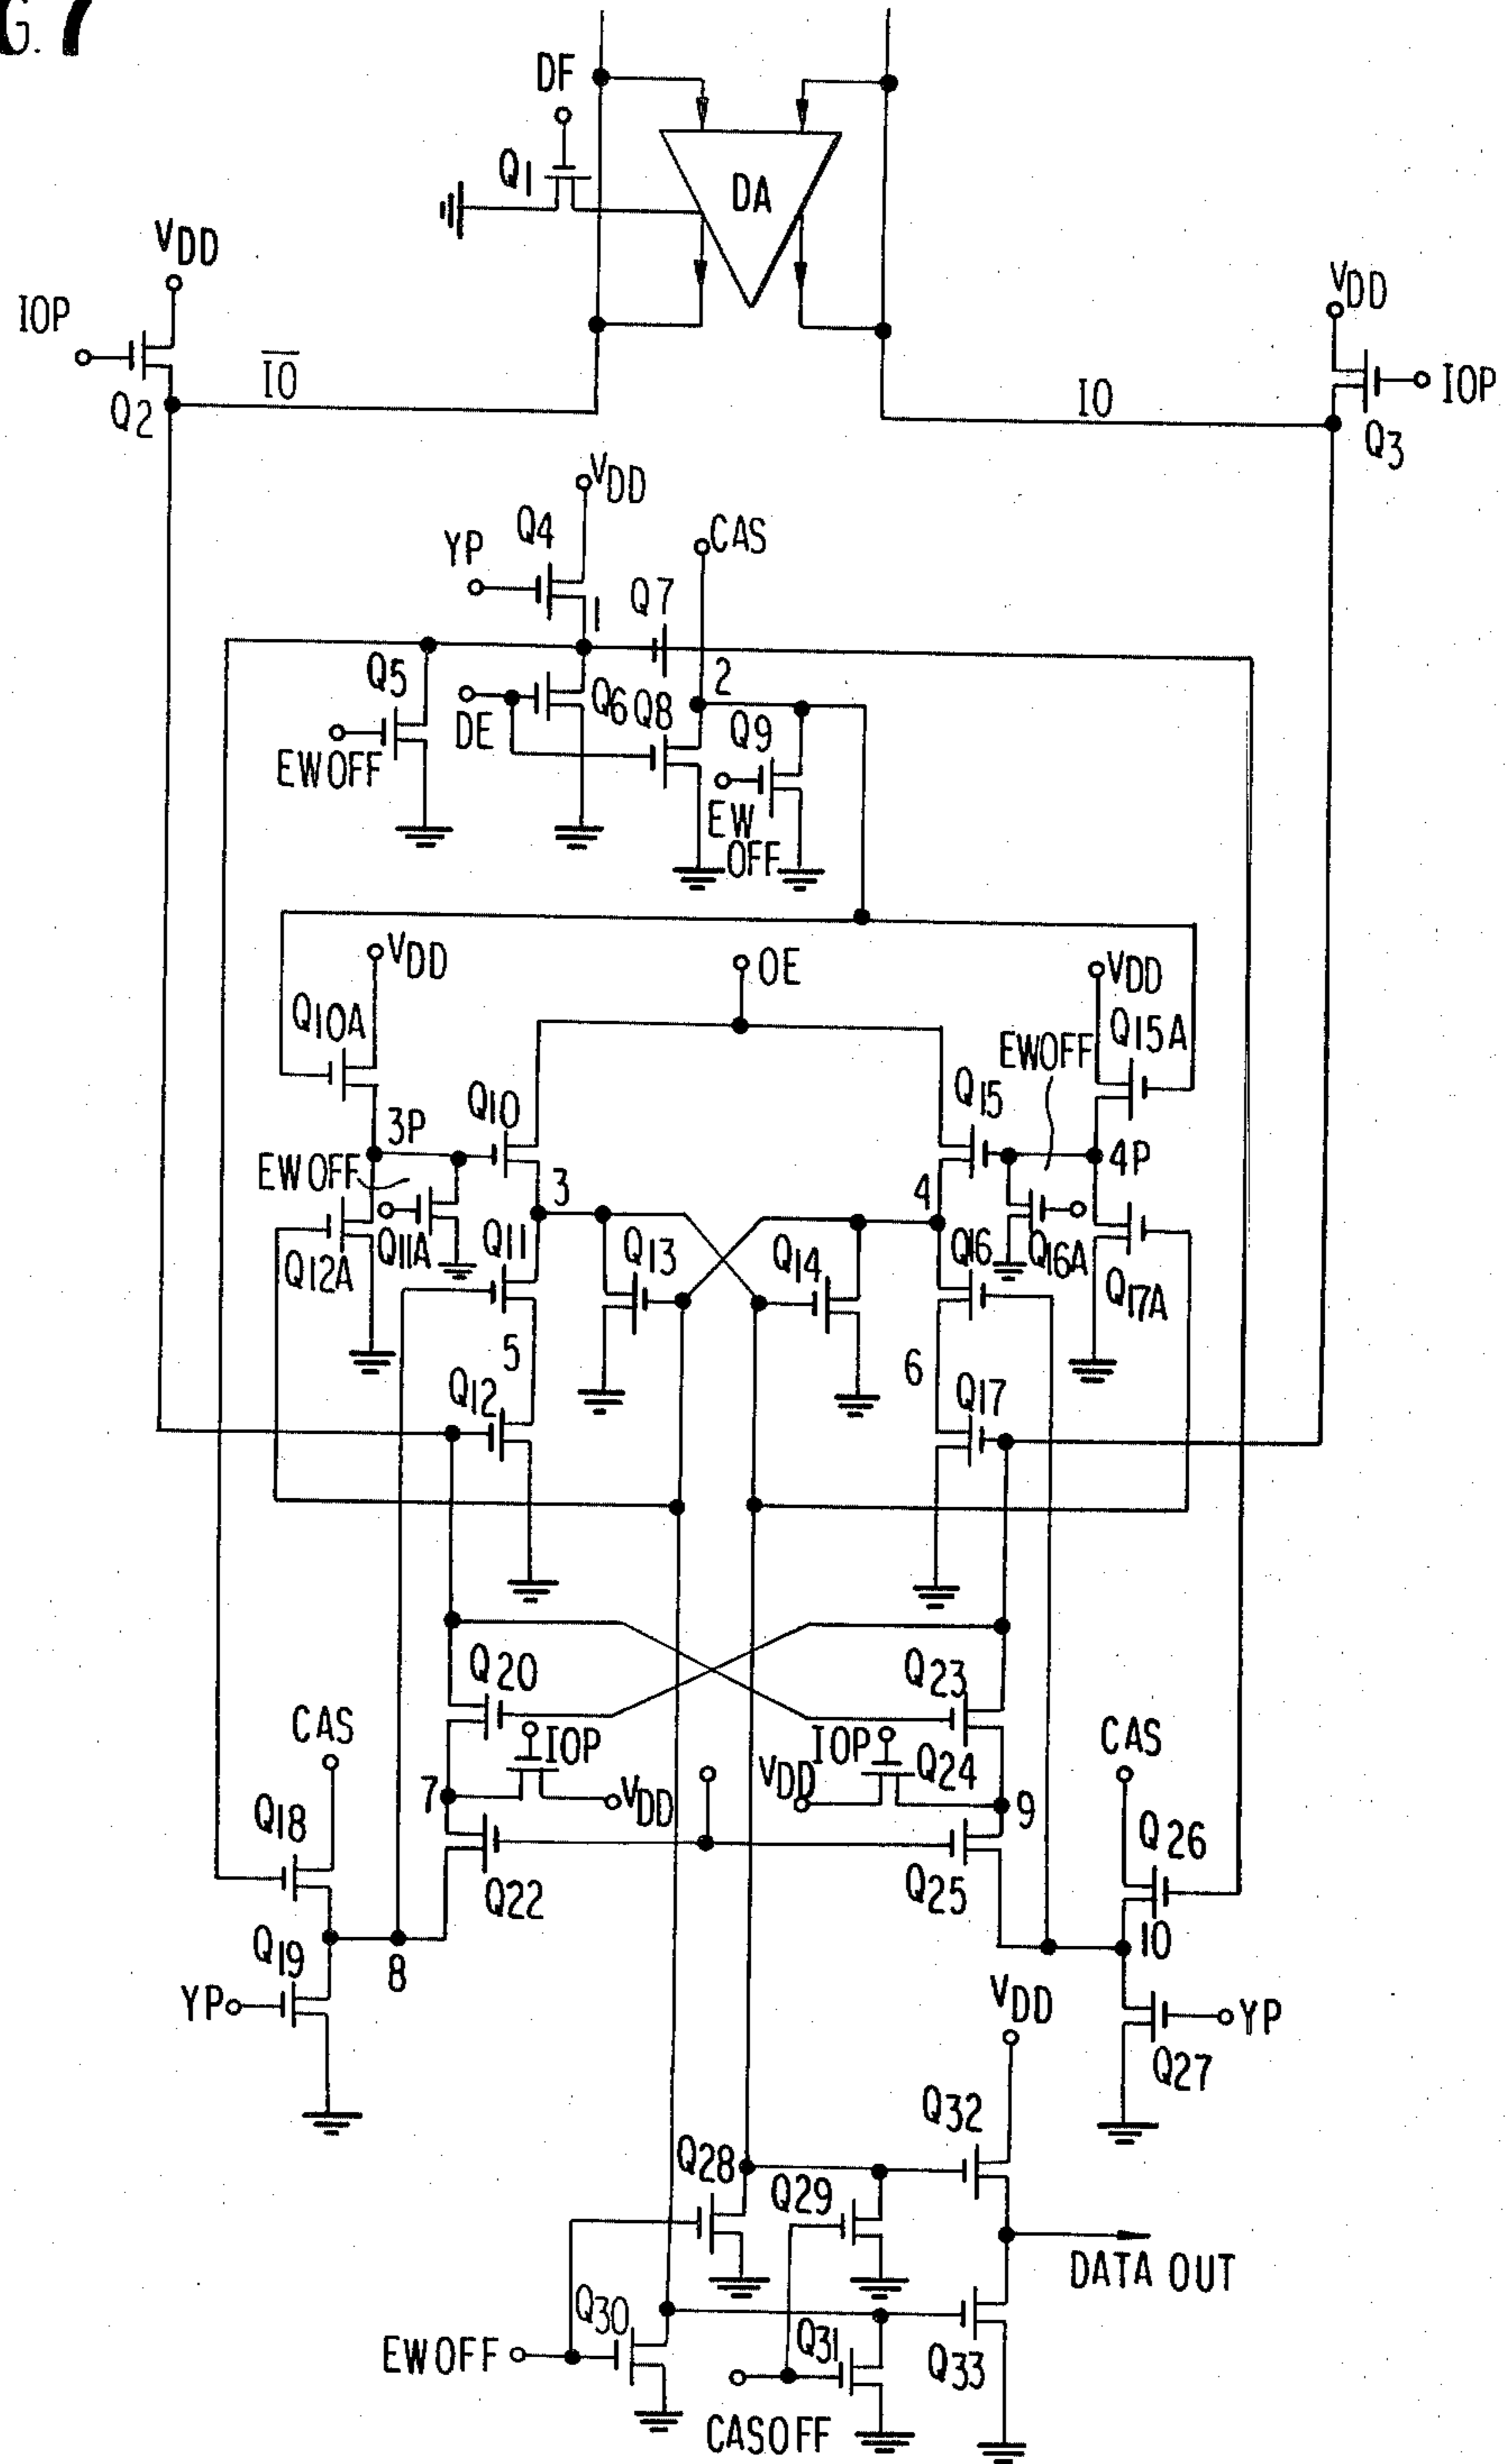 G. 7
DF
Q1
DA
VDD
IOP
Q2
IO
IO
VDD
IOP
Q3
VDD
Q4
YP
CAS
1
Q7
Q5
EWOFF
DE
Q6
Q8
2
Q9
EW
OFF
VDD
OE
VDD
Q10A
Q15A
EWOFF
Q10
Q15
3P
4P
EWOFF
3
4
Q11A
Q11
Q13
Q14
Q16
Q16A
Q12A
Q17A
5
6
Q12
Q17
Q20
Q23
CAS
IOP
IOP
Q24
CAS
7
VDD
VDD
9
Q18
Q26
Q22
Q25
Q19
8
10
YP
VDD
YP
Q27
Q32
Q28
Q29
DATA OUT
Q30
Q31
Q33
EWOFF
CASOFF